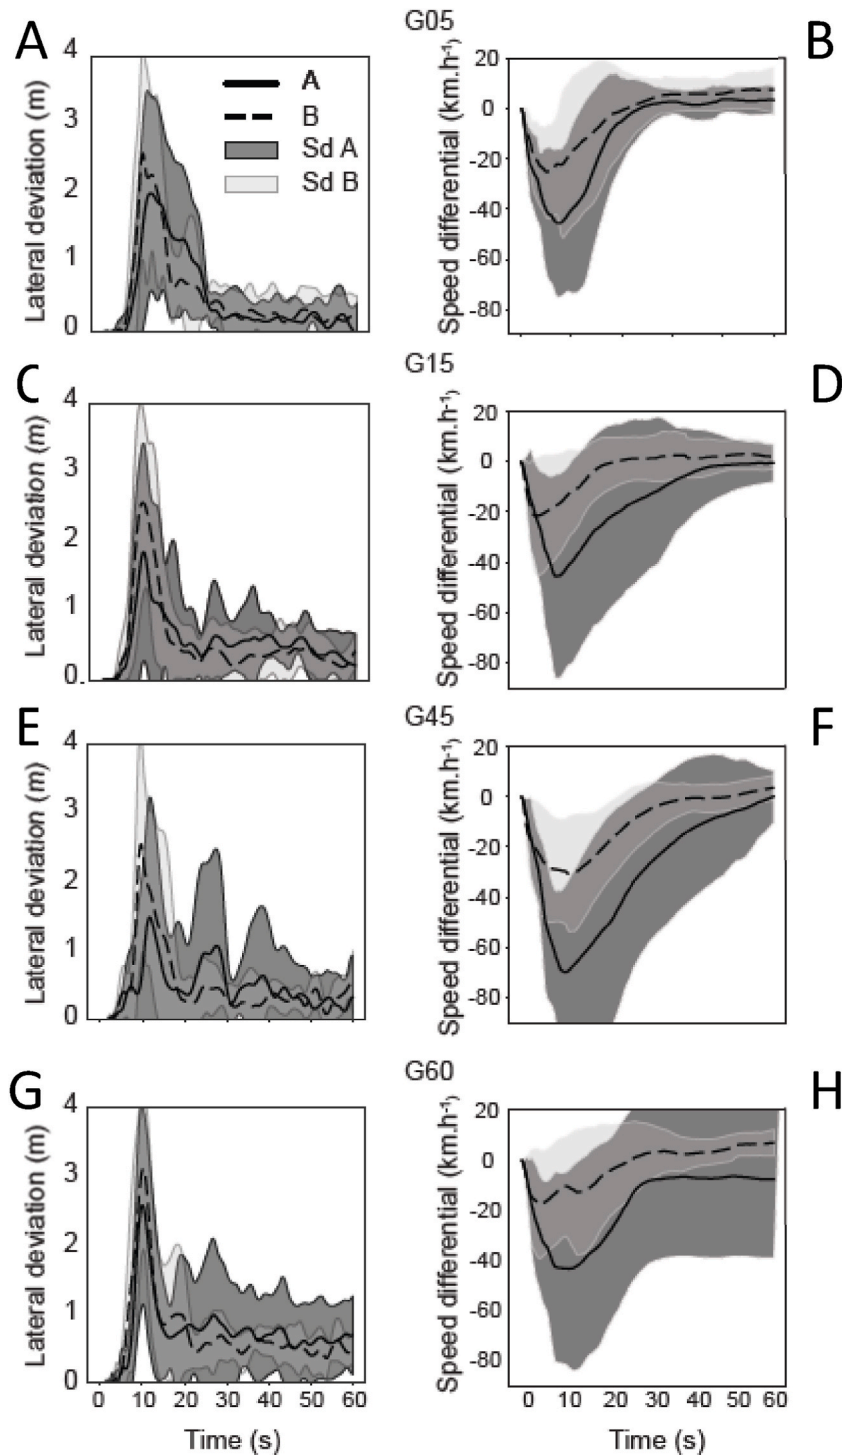 G05
A
B
4
3
2
1
0
Lateral deviation (m)
A
B
Sd A
Sd B
20
0
-20
-40
-60
-80
Speed differential (km.h-1)
G15
C
D
4
3
2
1
0.
Lateral deviation (m)
20
0
-20
-40
-60
-80
Speed differential (km.h-1)
G45
E
F
4
3
2
1
0
Lateral deviation (m)
20
0
-20
-40
-60
-80
Speed differential (km.h-1)
G60
G
H
4
3
2
1
0
Lateral deviation (m)
0 10 20 30 40 50 60
Time (s)
20
0
-20
-40
-60
-80
Speed differential (km.h-1)
0 10 20 30 40 50 60
Time (s)